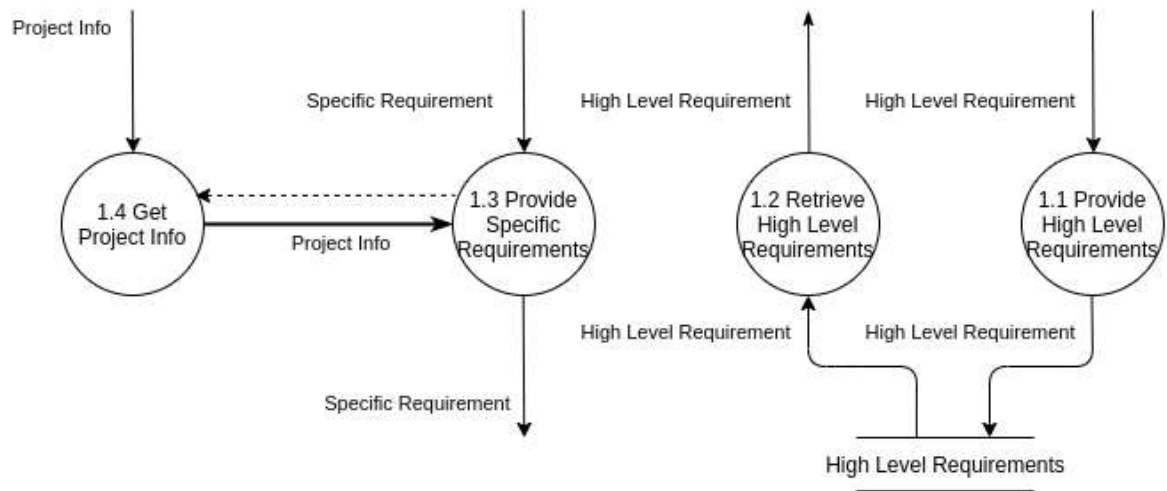 Project Info
Specific Requirement
High Level Requirement
High Level Requirement
1.4 Get
Project Info
Project Info
1.3 Provide
Specific
Requirements
1.2 Retrieve
High Level
Requirements
1.1 Provide
High Level
Requirements
High Level Requirement
High Level Requirement
Specific Requirement
High Level Requirements